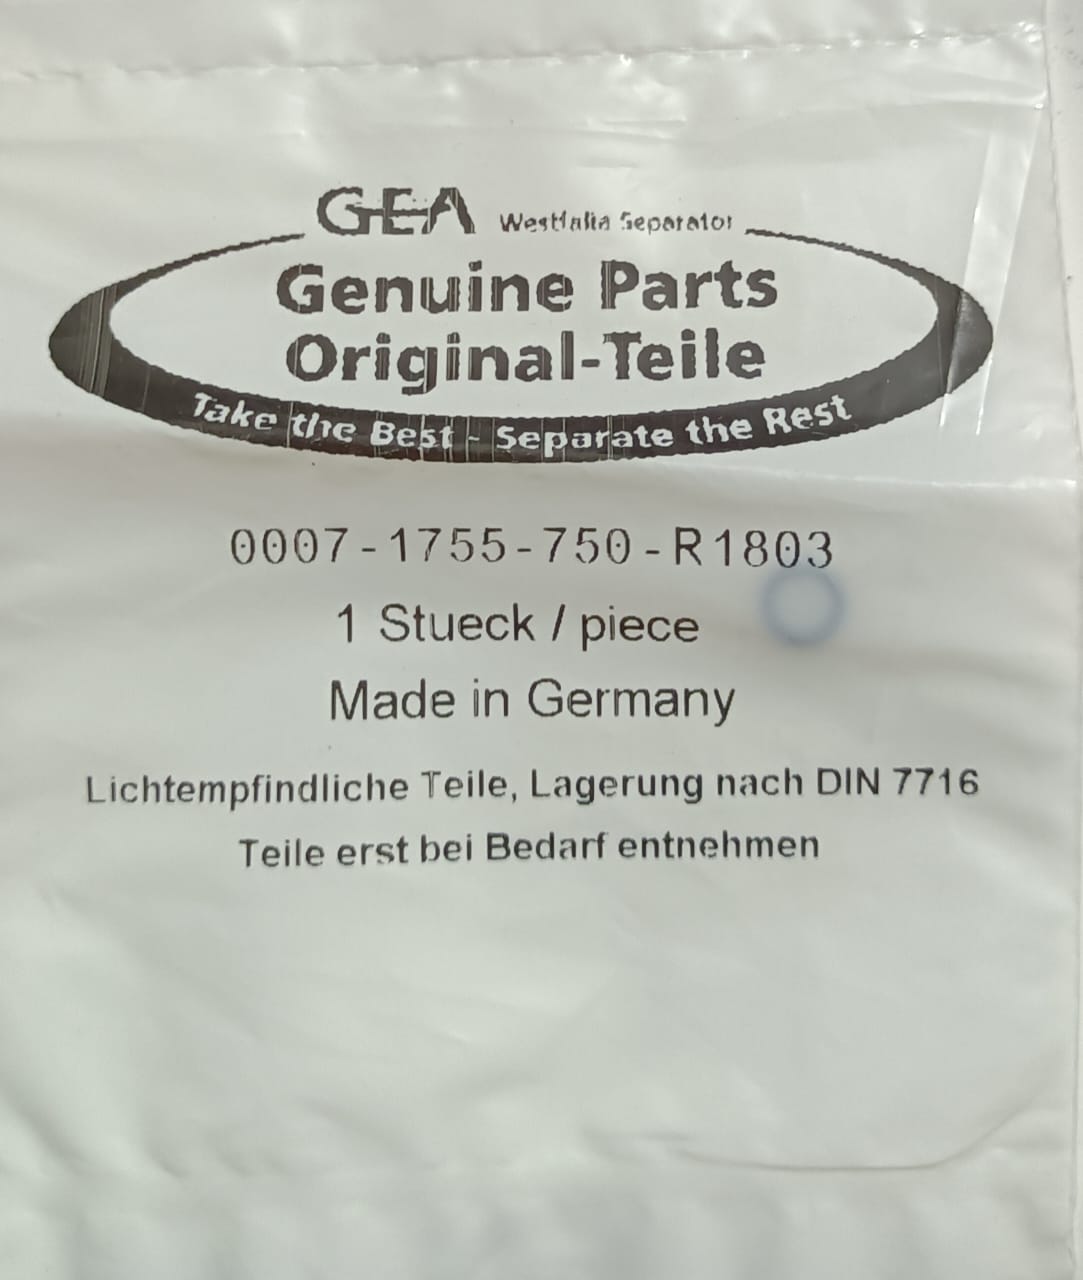 GEA Westfalia Separator
Genuine Parts
Original-Teile
Take the Best - Separate the Rest
0007-1755-750-R1803
1 Stueck / piece
Made in Germany
Lichtempfindliche Teile, Lagerung nach DIN 7716
Teile erst bei Bedarf entnehmen